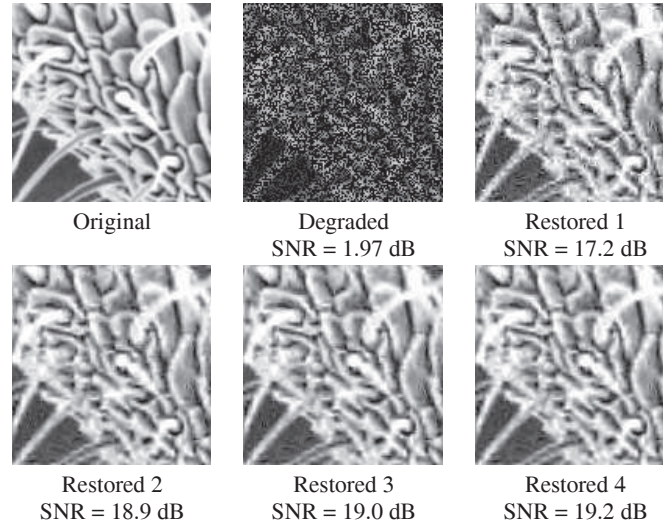 Original
Degraded
SNR = 1.97 dB
Restored 1
SNR = 17.2 dB
Restored 2
SNR = 18.9 dB
Restored 3
SNR = 19.0 dB
Restored 4
SNR = 19.2 dB